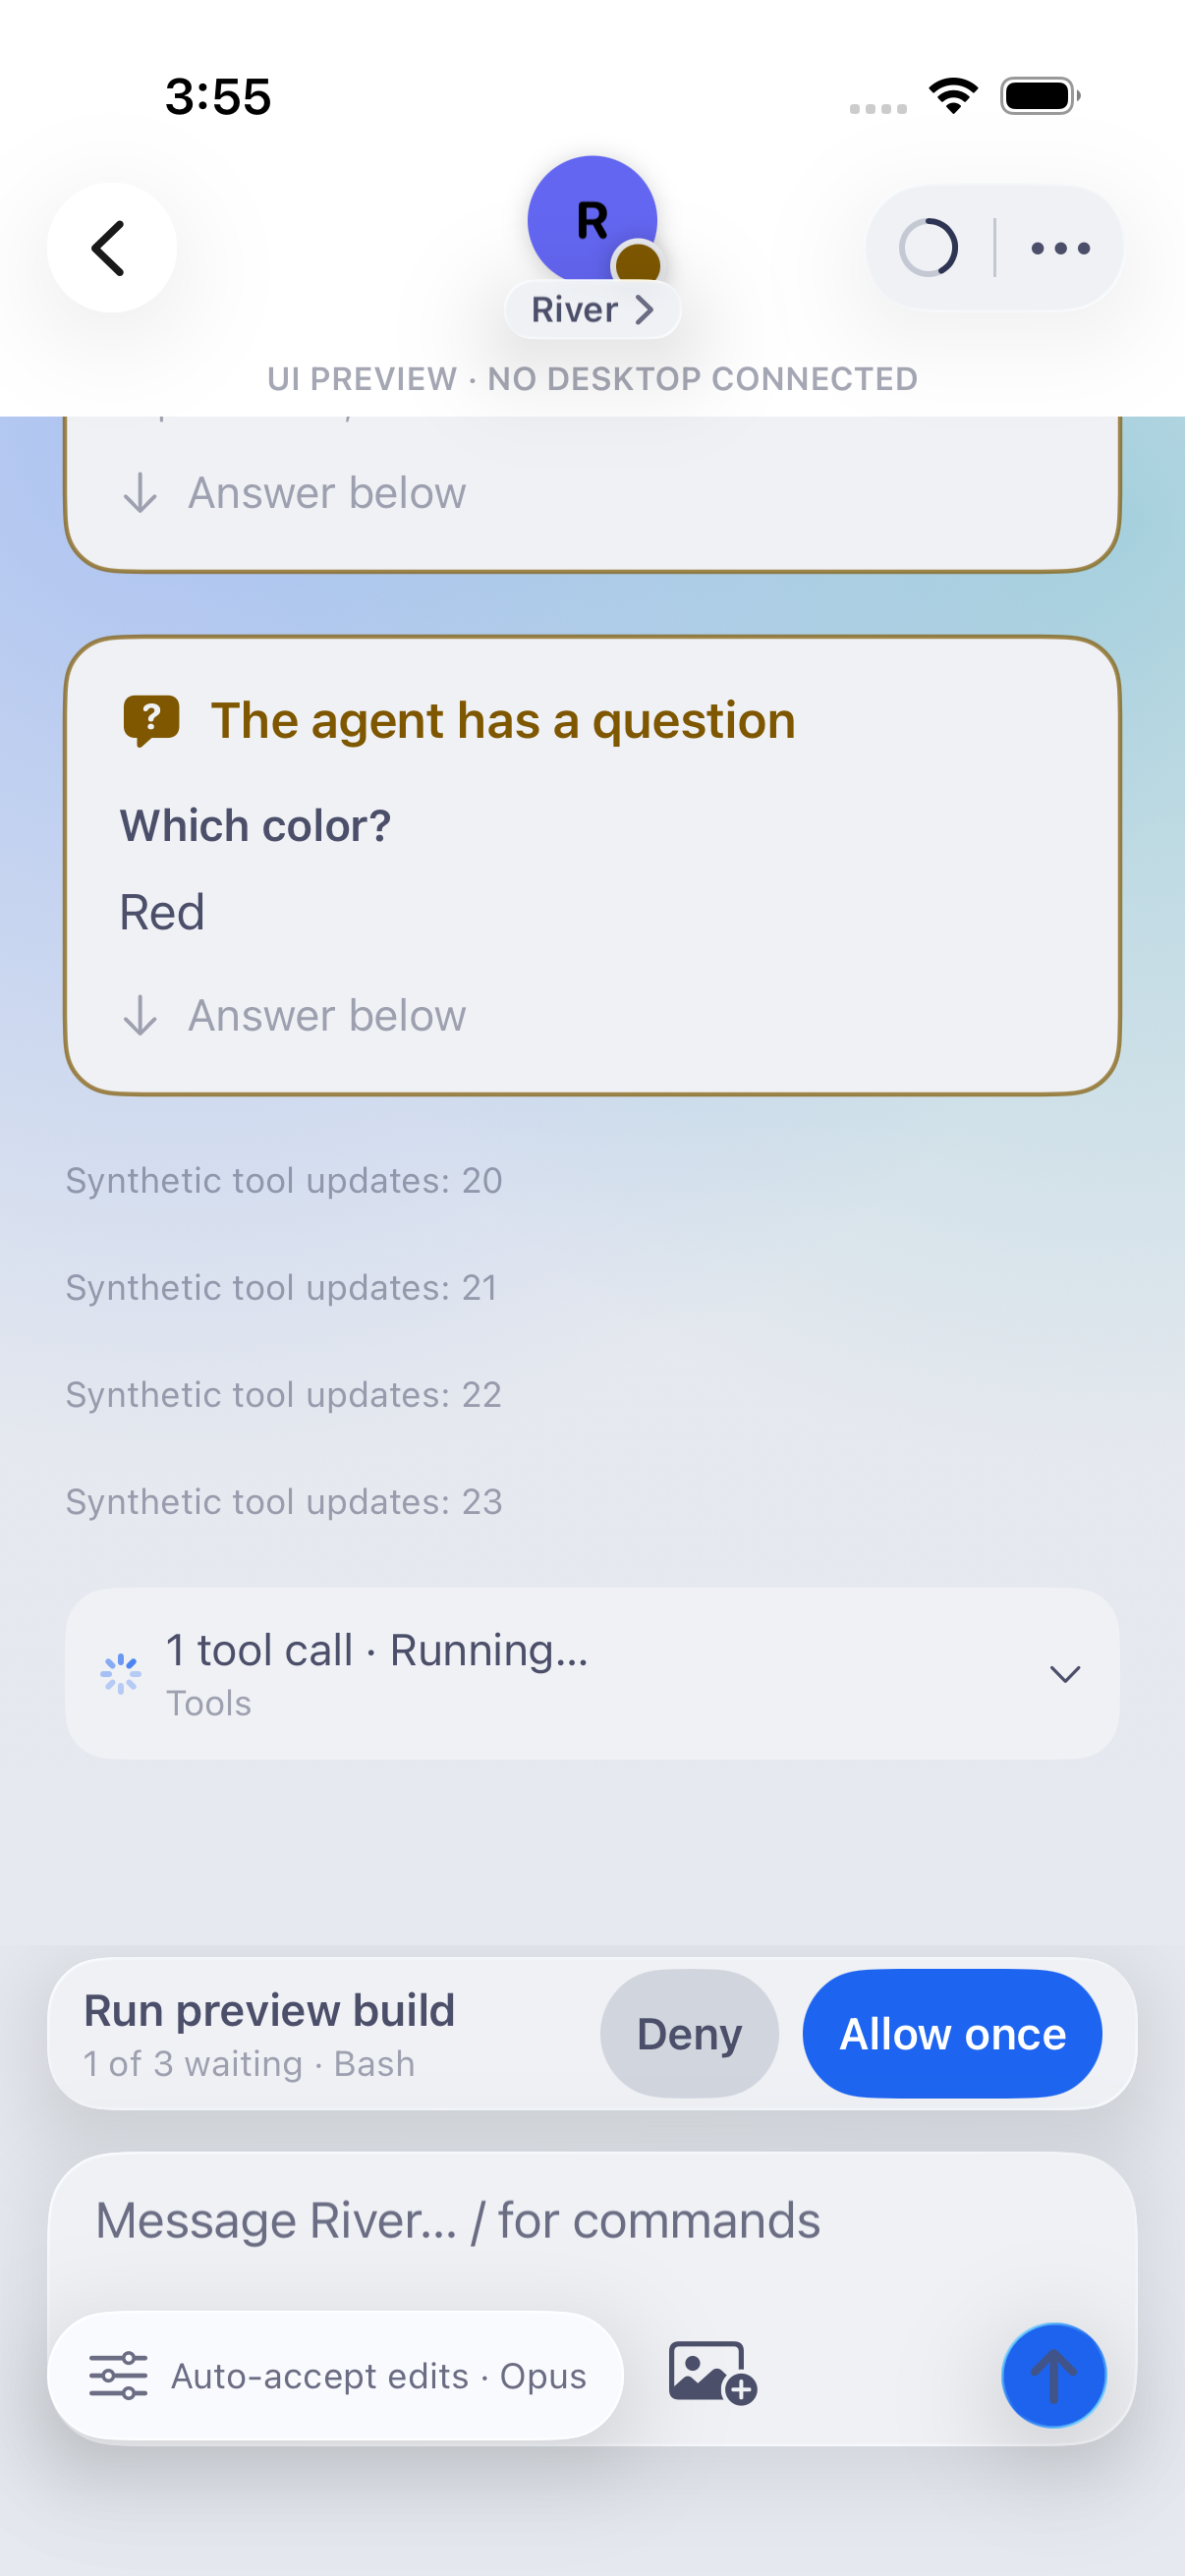 3:55
R
River
UI PREVIEW · NO DESKTOP CONNECTED
Answer below
The agent has a question
Which color?
Red
Answer below
Synthetic tool updates: 20
Synthetic tool updates: 21
Synthetic tool updates: 22
Synthetic tool updates: 23
1 tool call · Running...
Tools
Run preview build
1 of 3 waiting · Bash
Deny
Allow once
Message River... / for commands
Auto-accept edits · Opus